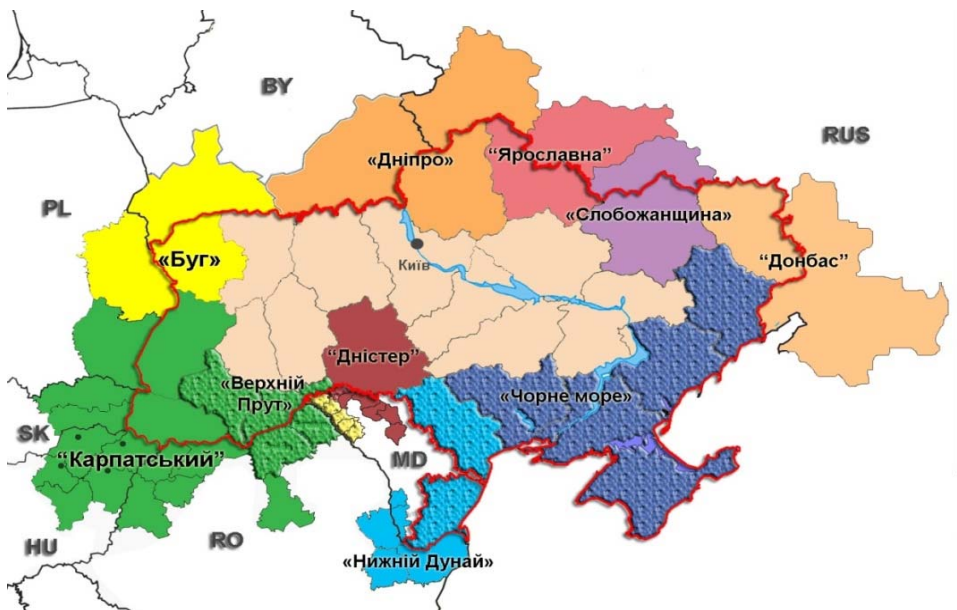 BY
RUS
«Дніпро»
“Ярославна”
PL
«Слобожанщина»
«Буг»
Київ
“Донбас”
“Дністер”
«Верхній
Прут»
«Чорне море»
SK
“Карпатський”
MD
HU
RO
«Нижній Дунай»